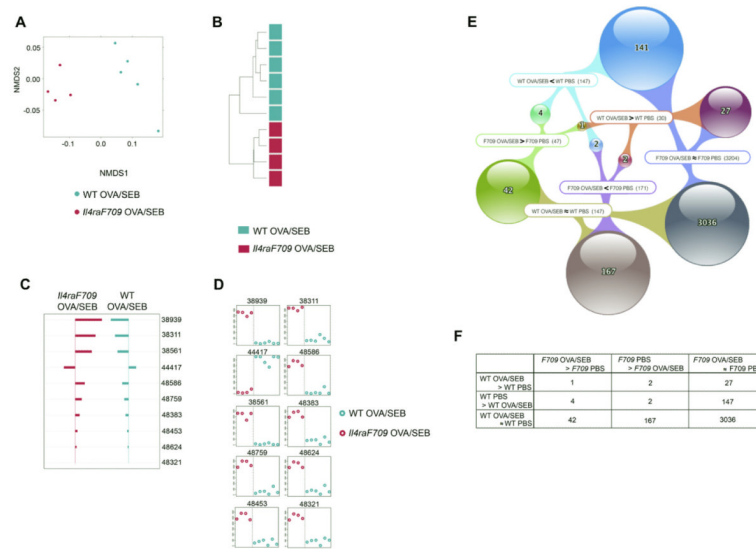 A
B
E
NMDS2
0.05
0.00
-0.05
-0.1
0.0
0.1
NMDS1
WT OVA/SEB
Il4raF709 OVA/SEB
WT OVA/SEB
Il4raF709 OVA/SEB
141
WT OVA/SEB < WT PBS (147)
4
27
WT OVA/SEB > WT PBS (30)
1
F709 OVA/SEB > F709 PBS (47)
2
F709 OVA/SEB ≈ F709 PBS (3204)
2
42
F709 OVA/SEB < F709 PBS (171)
WT OVA/SEB ≈ WT PBS (147)
3036
167
C
Il4raF709
OVA/SEB
WT
OVA/SEB
38939
38311
38561
44417
48586
48759
48383
48453
48624
48321
D
38939
38311
44417
48586
38561
48383
48759
48624
48453
48321
WT OVA/SEB
Il4raF709 OVA/SEB
F
F709 OVA/SEB
> F709 PBS
F709 PBS
> F709 OVA/SEB
F709 OVA/SEB
≈ F709 PB
WT OVA/SEB
> WT PBS
1
2
27
WT PBS
> WT OVA/SEB
4
2
147
WT OVA/SEB
≈ WT PBS
42
167
3036